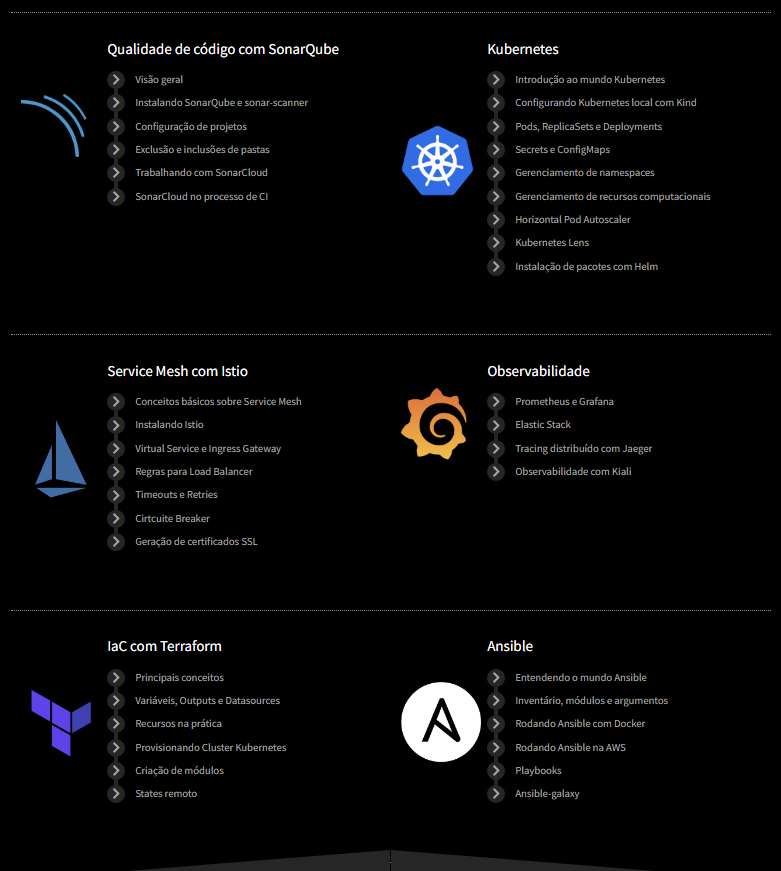 Qualidade de código com SonarQube
Visão geral
Instalando SonarQube e sonar-scanner
Configuração de projetos
Exclusão e inclusões de pastas
Trabalhando com SonarCloud
SonarCloud no processo de CI
Kubernetes
Introdução ao mundo Kubernetes
Configurando Kubernetes local com Kind
Pods, ReplicaSets e Deployments
Secrets e ConfigMaps
Gerenciamento de namespaces
Gerenciamento de recursos computacionais
Horizontal Pod Autoscaler
Kubernetes Lens
Instalação de pacotes com Helm
Service Mesh com Istio
Conceitos básicos sobre Service Mesh
Instalando Istio
Virtual Service e Ingress Gateway
Regras para Load Balancer
Timeouts e Retries
Cirtcuite Breaker
Geração de certificados SSL
Observabilidade
Prometheus e Grafana
Elastic Stack
Tracing distribuído com Jaeger
Observabilidade com Kiali
IaC com Terraform
Principais conceitos
Variáveis, Outputs e Datasources
Recursos na prática
Provisionando Cluster Kubernetes
Criação de módulos
States remoto
Ansible
Entendendo o mundo Ansible
Inventário, módulos e argumentos
Rodando Ansible com Docker
Rodando Ansible na AWS
Playbooks
Ansible-galaxy